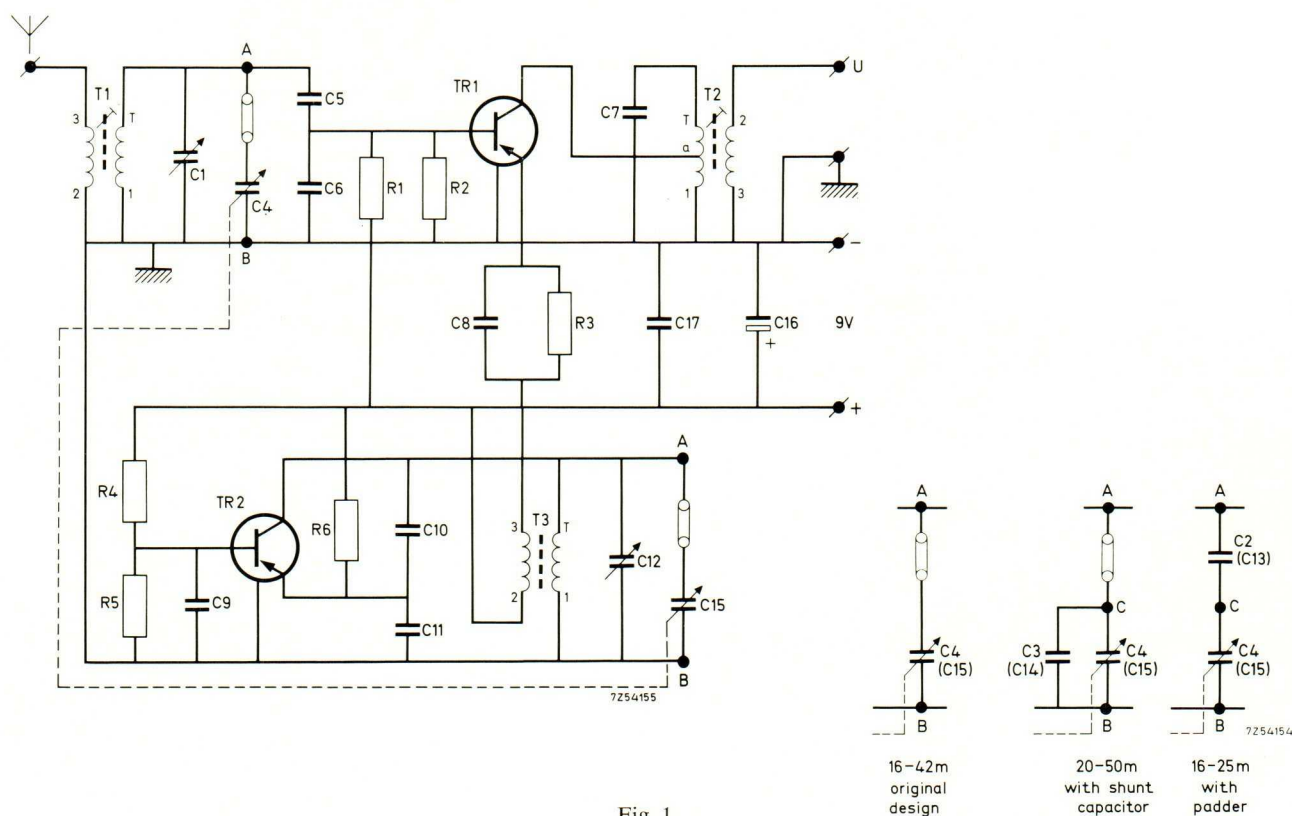 A
T1
3
T
2
1
C1
C4
B
C5
C6
R1
R2
TR1
C7
T2
T
a
1
2
3
U
-
C8
R3
C17
C16
+
9V
+
R4
R5
TR2
C9
R6
C10
C11
T3
3
T
2
1
C12
A
C15
B
7Z54155
A
C4
(C15)
B
16-42m
original
design
A
C
C3
(C14)
C4
(C15)
B
20-50m
with shunt
capacitor
A
C2
(C13)
C
C4
(C15)
B
7Z54154
16-25m
with
padder
Fig. 1